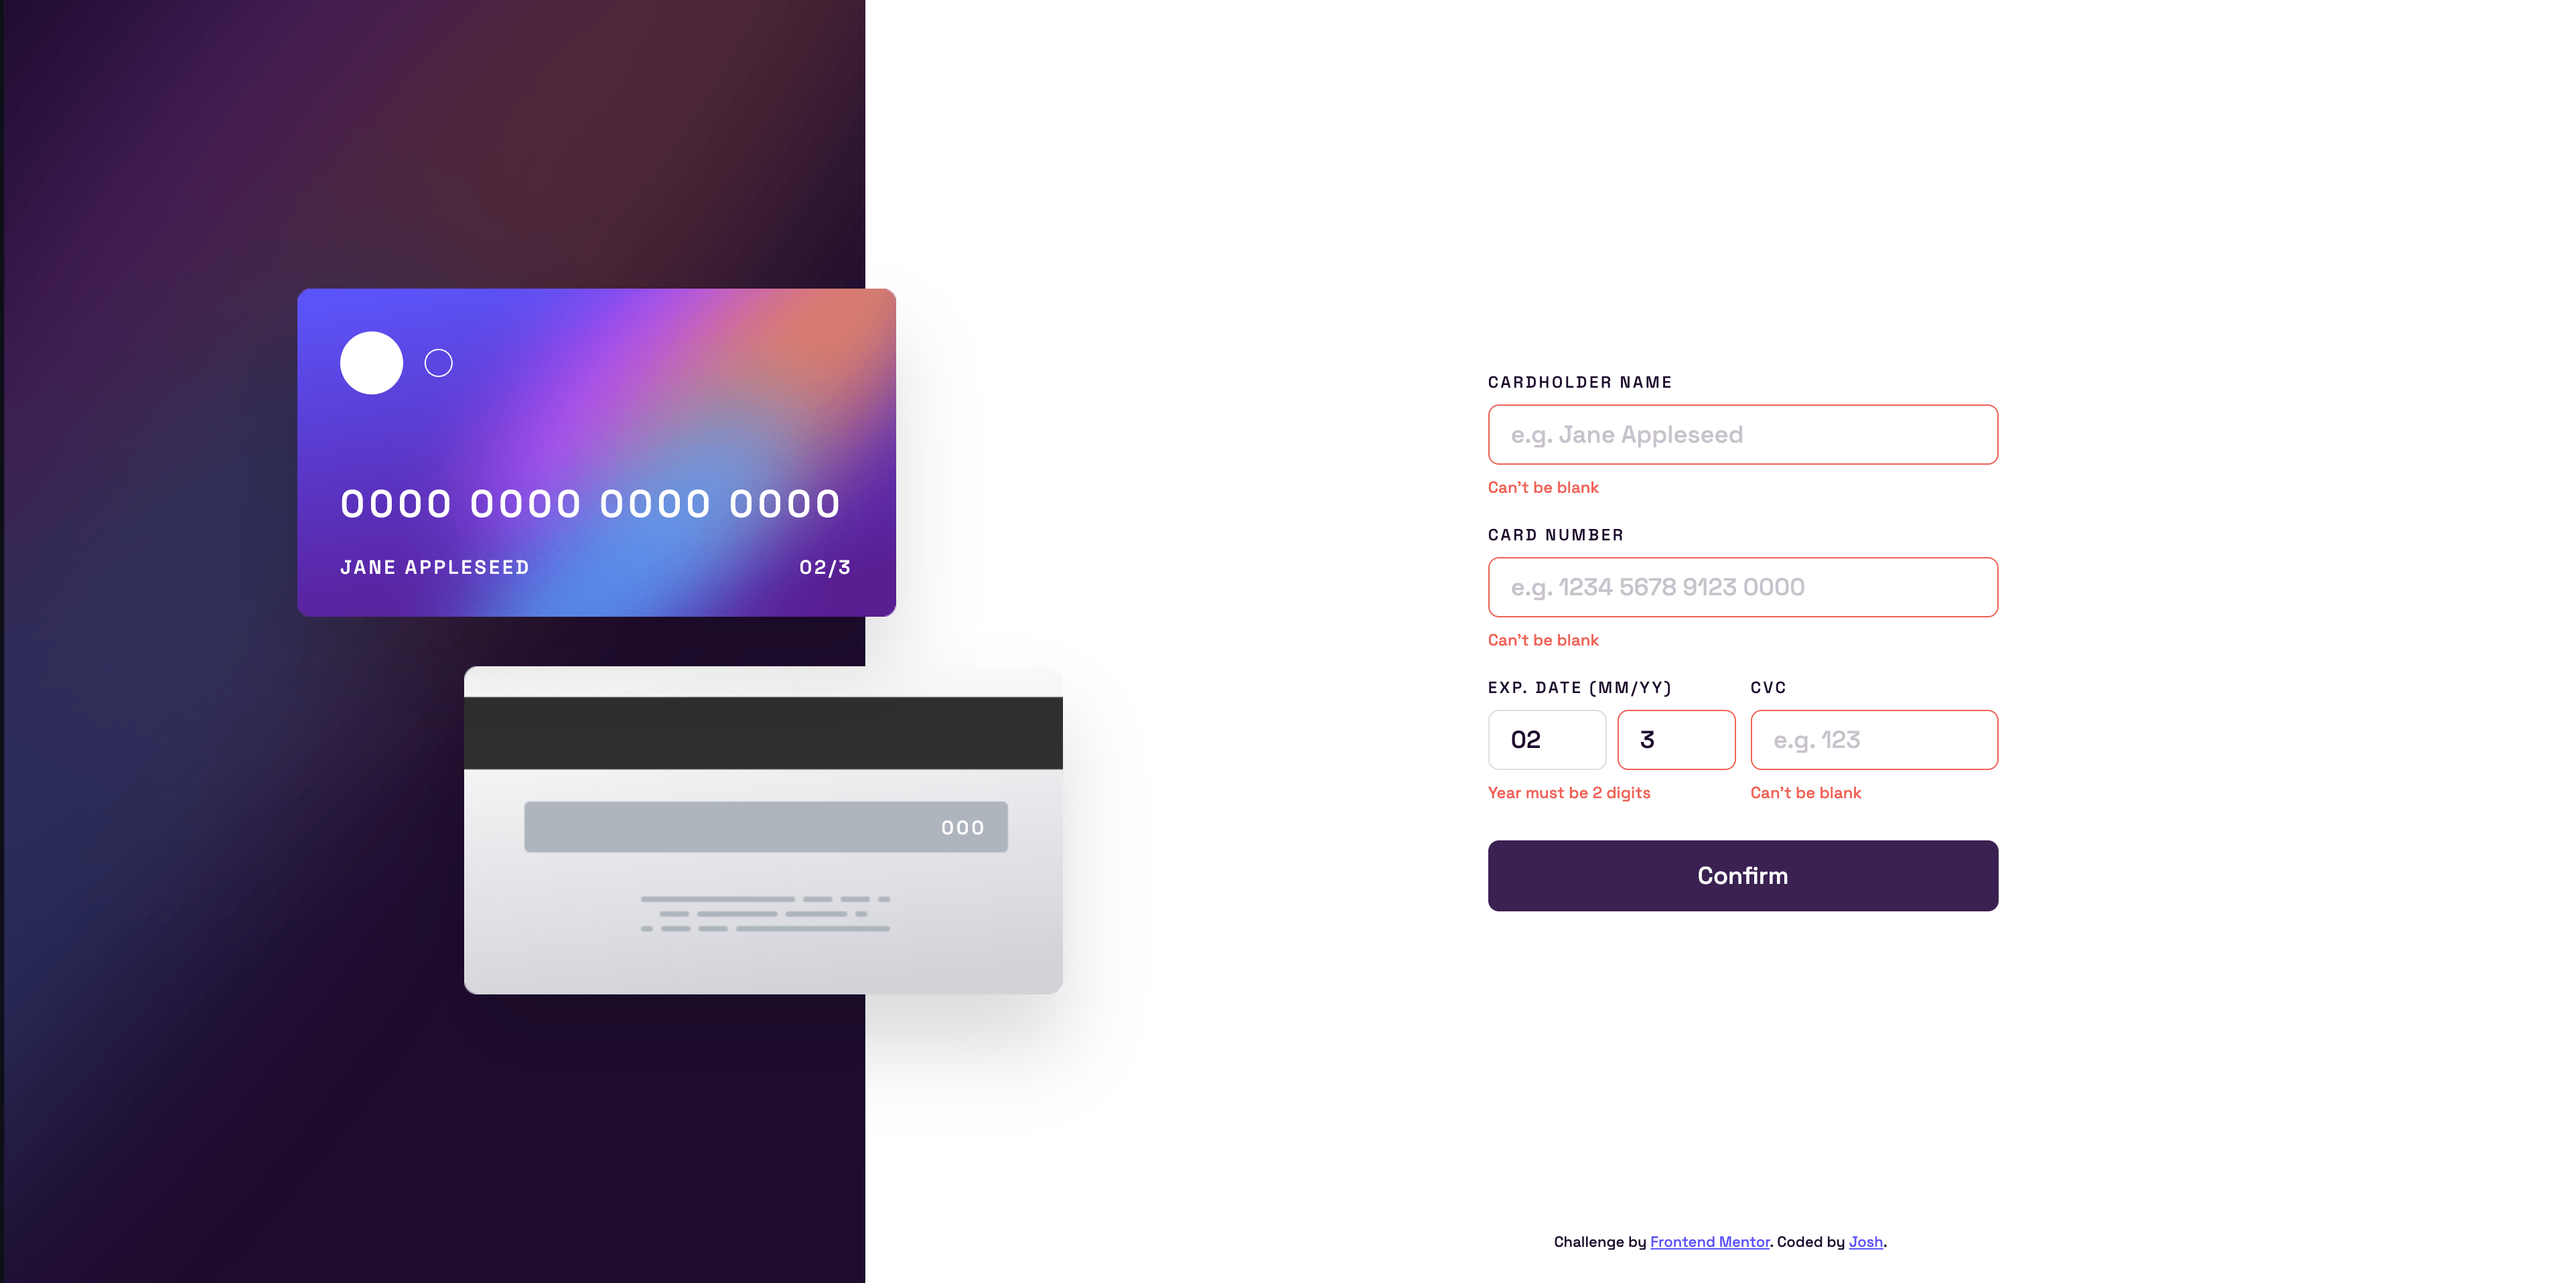 0000 0000 0000 0000
JANE APPLESEED 02/3
000
CARDHOLDER NAME
e.g. Jane Appleseed
Can't be blank
CARD NUMBER
e.g. 1234 5678 9123 0000
Can't be blank
EXP. DATE (MM/YY) CVC
02 3 e.g. 123
Year must be 2 digits Can't be blank
Confirm
Challenge by Frontend Mentor. Coded by Josh.